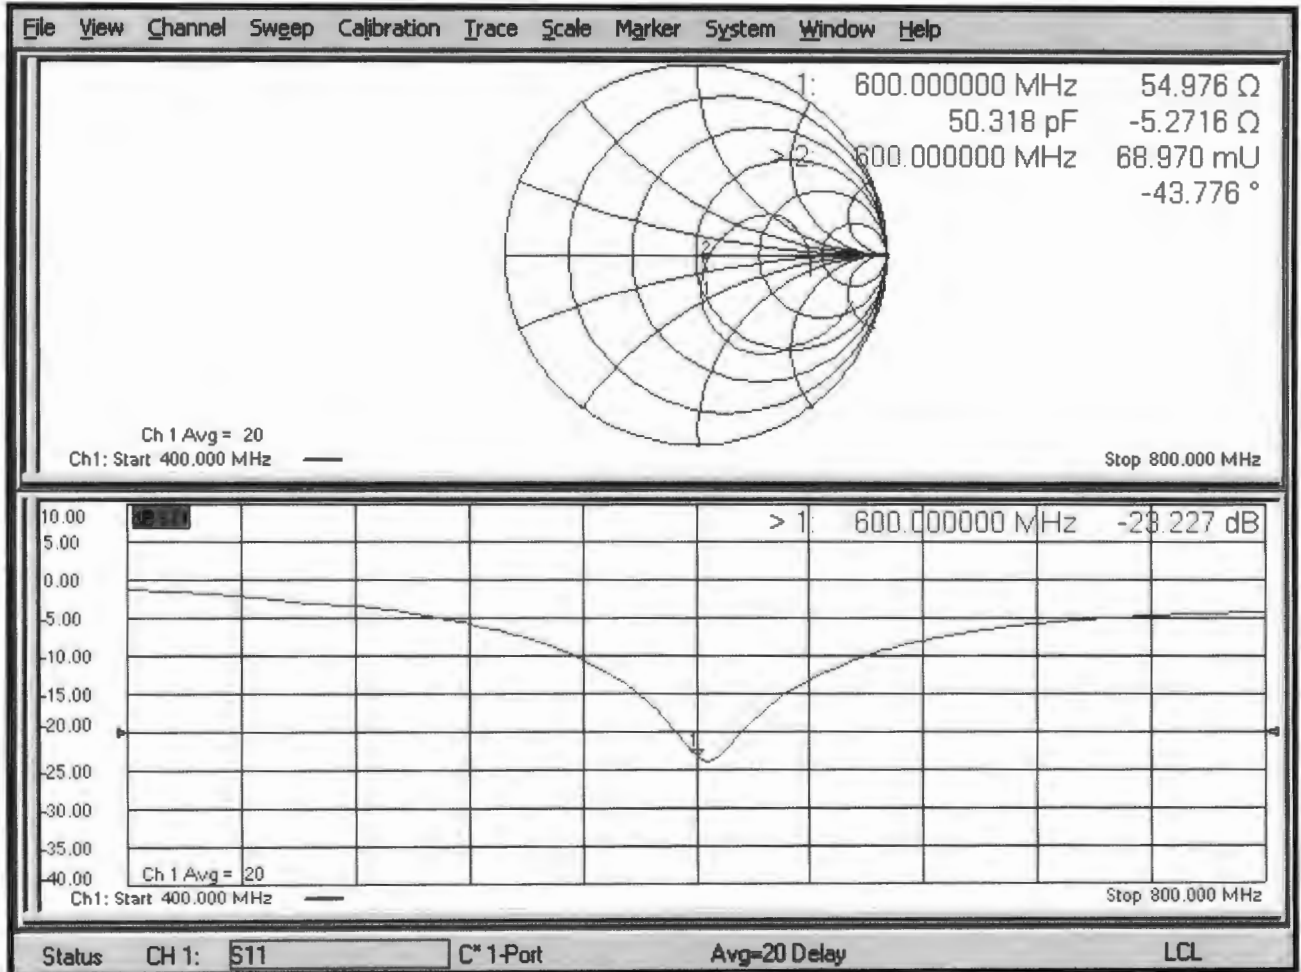 File View Channel Sweep Calibration Trace Scale Marker System Window Help
1: 600.000000 MHz 54.976 Ω
50.318 pF -5.2716 Ω
> 2: 600.000000 MHz 68.970 mU
-43.776 °
2
1
Ch 1 Avg = 20
Ch1: Start 400.000 MHz
Stop 800.000 MHz
10.00
> 1: 600.000000 MHz -23.227 dB
5.00
0.00
-5.00
-10.00
-15.00
-20.00
1
-25.00
-30.00
-35.00
-40.00
Ch 1 Avg = 20
Ch1: Start 400.000 MHz
Stop 800.000 MHz
Status CH 1: S11 C* 1-Port Avg=20 Delay LCL